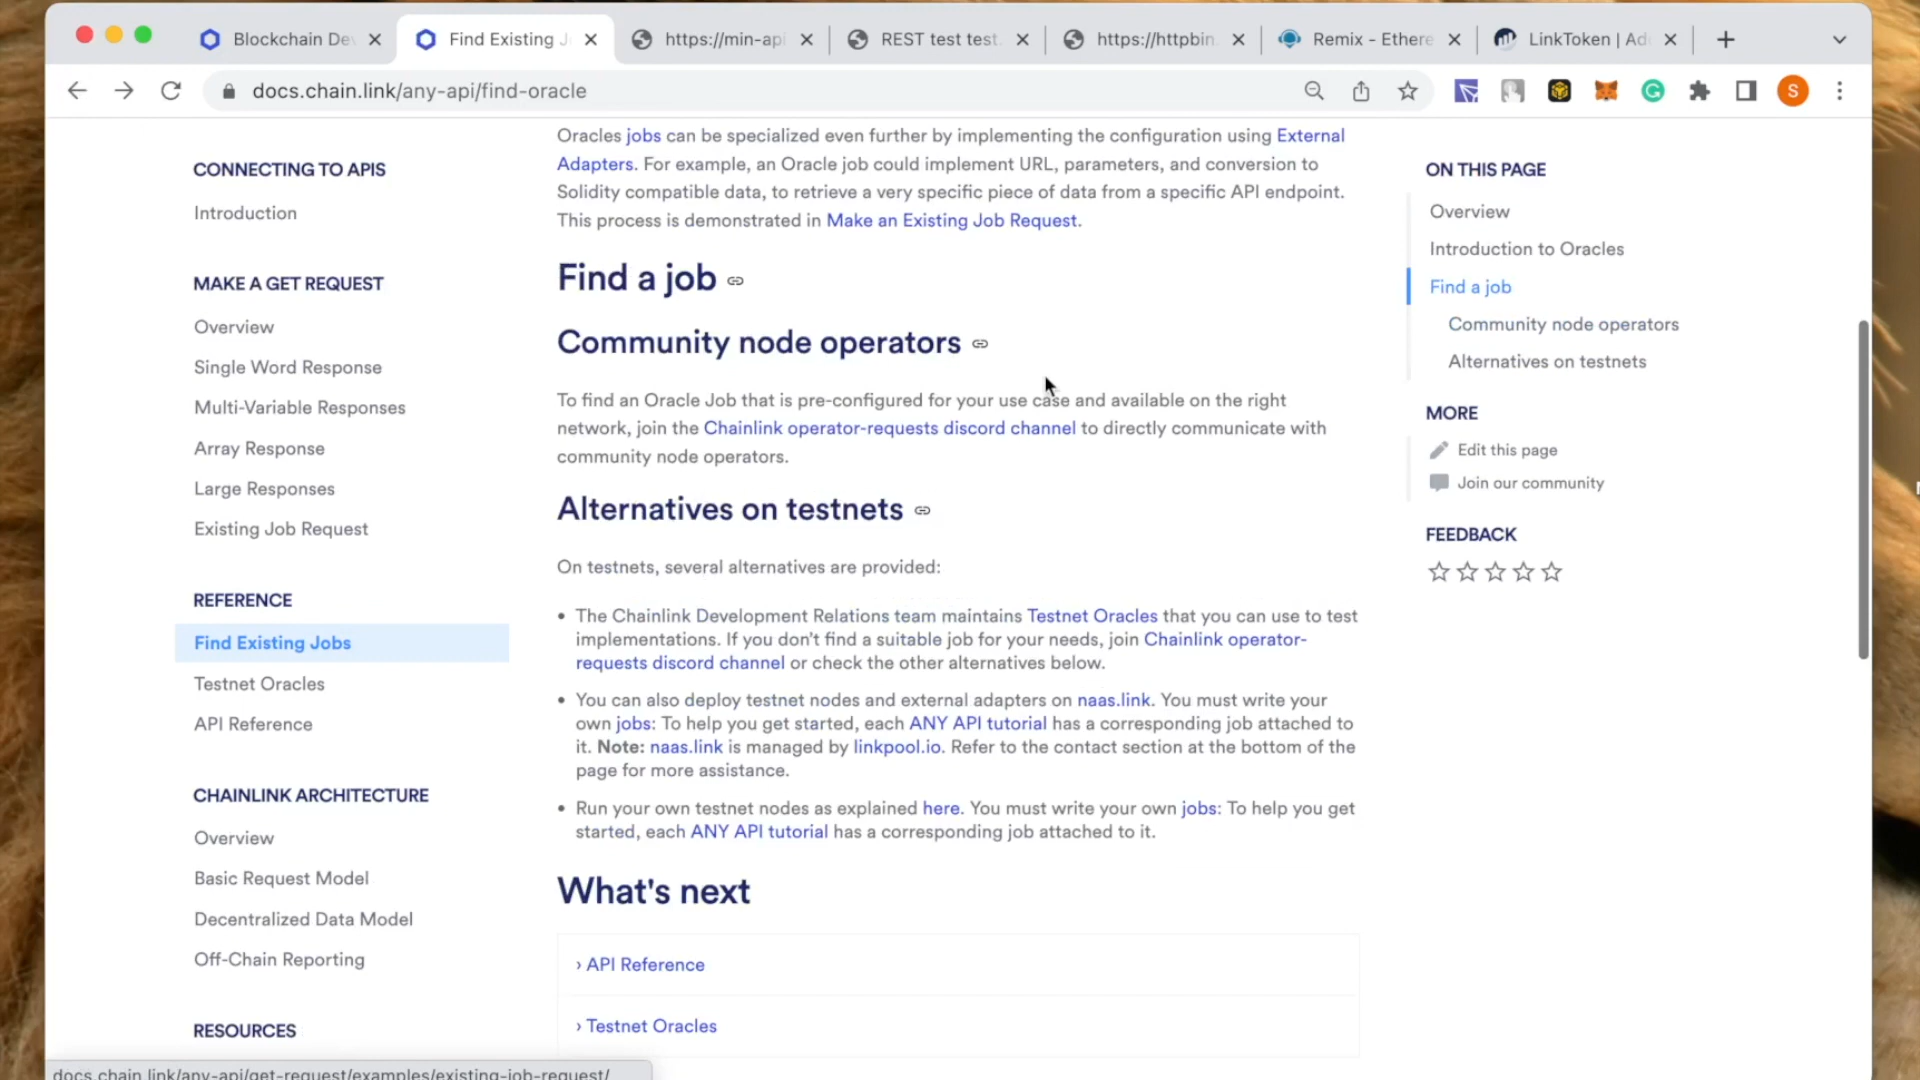 Blockchain De
Find Existing J
https://min-api
REST test test.
https://httpbin.
Remix - Ethere
LinkToken | Ad
docs.chain.link/any-api/find-oracle
S
CONNECTING TO APIS
Introduction
MAKE A GET REQUEST
Overview
Single Word Response
Multi-Variable Responses
Array Response
Large Responses
Existing Job Request
REFERENCE
Find Existing Jobs
Testnet Oracles
API Reference
CHAINLINK ARCHITECTURE
Overview
Basic Request Model
Decentralized Data Model
Off-Chain Reporting
RESOURCES
Oracles jobs can be specialized even further by implementing the configuration using External
Adapters. For example, an Oracle job could implement URL, parameters, and conversion to
Solidity compatible data, to retrieve a very specific piece of data from a specific API endpoint.
This process is demonstrated in Make an Existing Job Request.
Find a job
Community node operators
To find an Oracle Job that is pre-configured for your use case and available on the right
network, join the Chainlink operator-requests discord channel to directly communicate with
community node operators.
Alternatives on testnets
On testnets, several alternatives are provided:
• The Chainlink Development Relations team maintains Testnet Oracles that you can use to test
implementations. If you don't find a suitable job for your needs, join Chainlink operator-
requests discord channel or check the other alternatives below.
• You can also deploy testnet nodes and external adapters on naas.link. You must write your
own jobs: To help you get started, each ANY API tutorial has a corresponding job attached to
it. Note: naas.link is managed by linkpool.io. Refer to the contact section at the bottom of the
page for more assistance.
• Run your own testnet nodes as explained here. You must write your own jobs: To help you get
started, each ANY API tutorial has a corresponding job attached to it.
What's next
› API Reference
› Testnet Oracles
ON THIS PAGE
Overview
Introduction to Oracles
Find a job
Community node operators
Alternatives on testnets
MORE
Edit this page
Join our community
FEEDBACK
docs.chain.link/any-api/get-request/examples/existing-job-request/